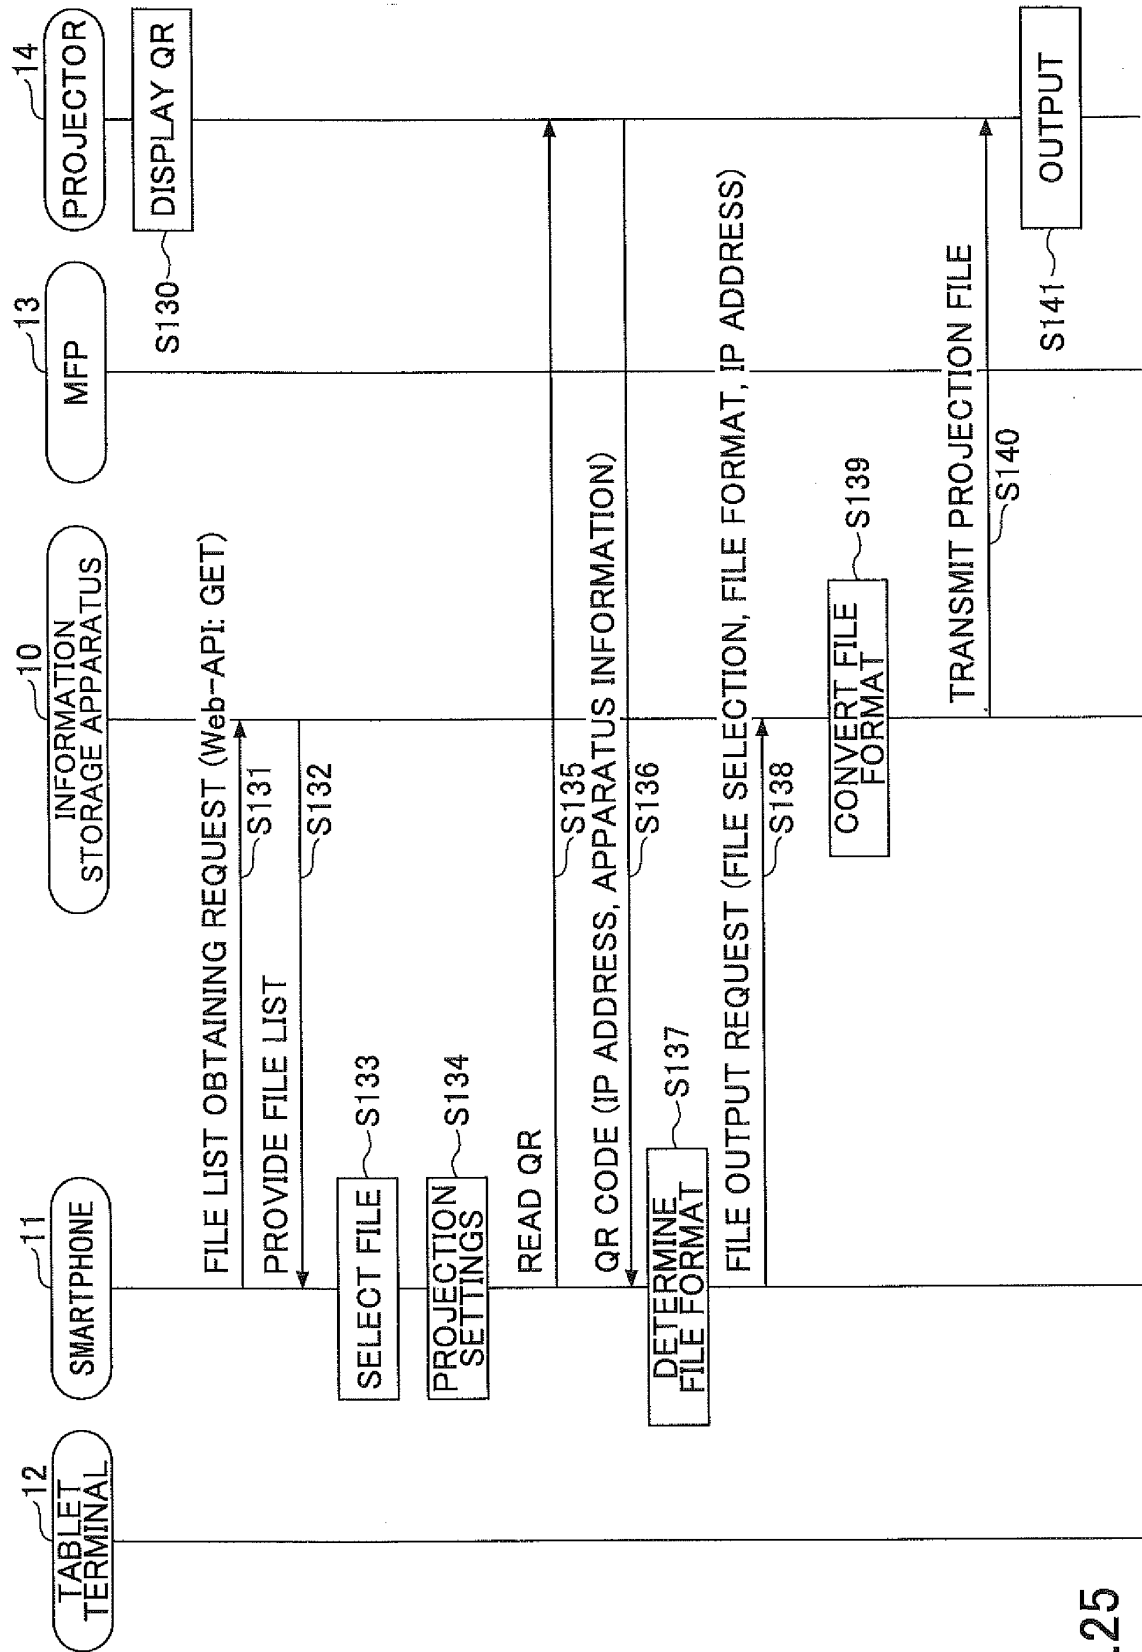 .25
12
TABLET
TERMINAL
11
SMARTPHONE
10
INFORMATION
STORAGE APPARATUS
13
MFP
14
PROJECTOR
DISPLAY QR
S130
FILE LIST OBTAINING REQUEST (Web-API: GET)
S131
PROVIDE FILE LIST
S132
SELECT FILE
S133
PROJECTION
SETTINGS
S134
READ QR
S135
QR CODE (IP ADDRESS, APPARATUS INFORMATION)
S136
DETERMINE
FILE FORMAT
S137
FILE OUTPUT REQUEST (FILE SELECTION, FILE FORMAT, IP ADDRESS)
S138
CONVERT FILE
FORMAT
S139
TRANSMIT PROJECTION FILE
S140
OUTPUT
S141